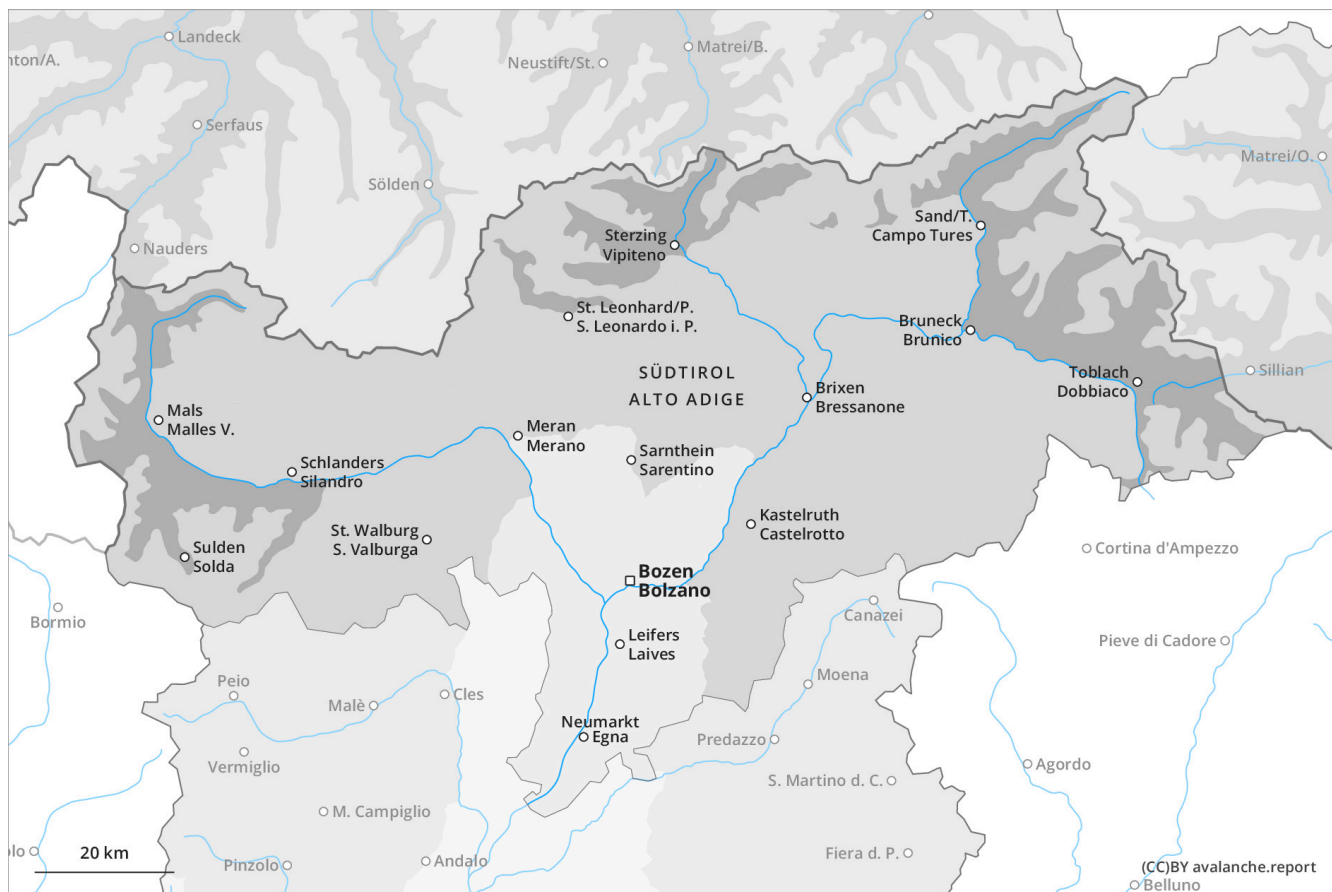 Landeck
nton/A.
Matrei/B.
Neustift/St.
Serfaus
Matrei/O.
Sölden
Sand/T.
Campo Tures
Sterzing
Vipiteno
Nauders
St. Leonhard/P.
S. Leonardo i. P.
Bruneck
Brunico
SÜDTIROL
ALTO ADIGE
Toblach
Dobbiaco
Sillian
Brixen
Bressanone
Mals
Malles V.
Meran
Merano
Sarnthein
Sarentino
Schlanders
Silandro
Kastelruth
Castelrotto
St. Walburg
S. Valburga
Sulden
Solda
Cortina d'Ampezzo
Bozen
Bolzano
Bormio
Canazei
Leifers
Laives
Pieve di Cadore
Peio
Moena
Malè
Cles
Neumarkt
Egna
Predazzo
Vermiglio
Agordo
S. Martino d. C.
M. Campiglio
olo
20 km
Pinzolo
Andalo
Fiera d. P.
(CC)BY avalanche.report
Belluno